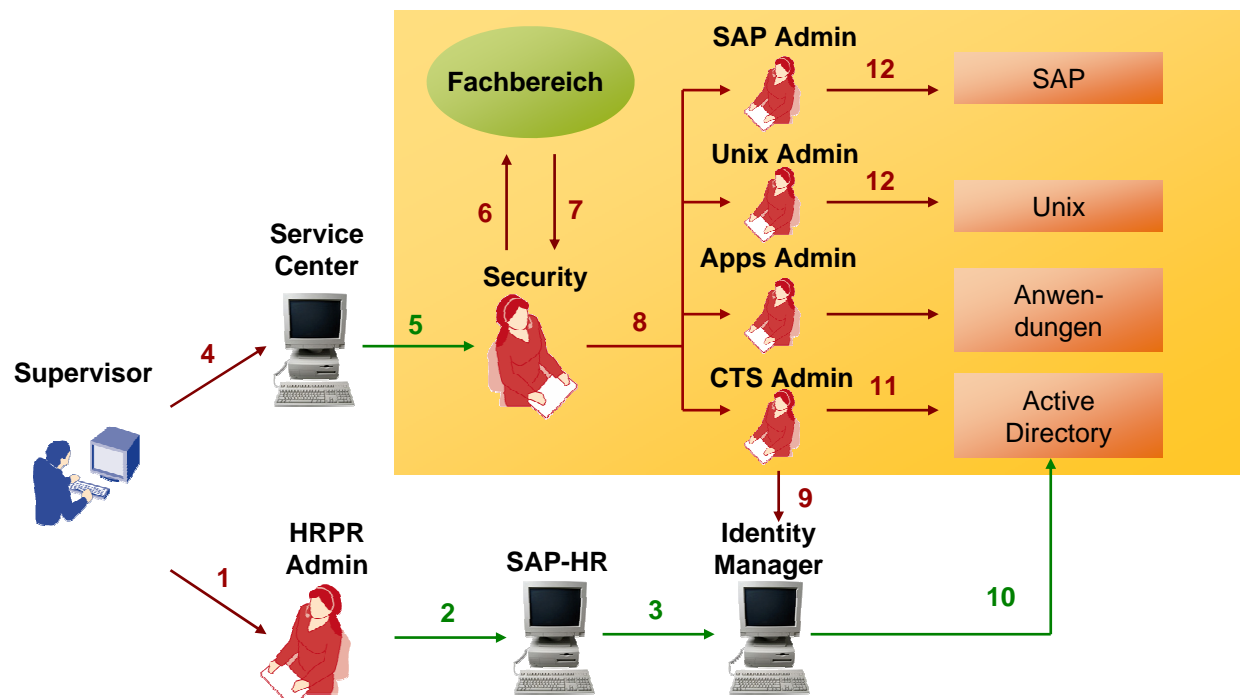 SAP Admin
12
SAP
Fachbereich
Unix Admin
12
Unix
6
7
Service
Center
Security
Apps Admin
Anwen-
dungen
5
8
4
Supervisor
CTS Admin
11
Active
Directory
9
HRPR
Admin
Identity
Manager
SAP-HR
1
2
3
10